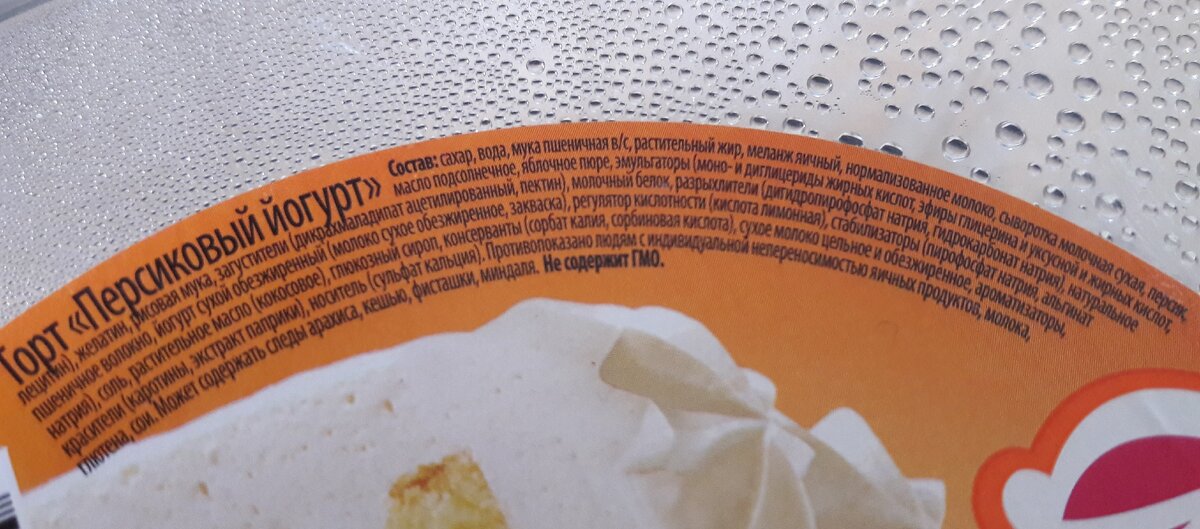 Торт «Персиковый йогурт» Состав: сахар, вода, мука пшеничная в/с, растительный жир, меланж яичный, нормализованное молоко, сыворотка молочная сухая, персик,
масло подсолнечное, яблочное пюре, эмульгаторы (моно- и диглицериды жирных кислот, эфиры глицерина и уксусной и жирных кислот,
лецитин), желатин, рисовая мука, загустители (дикрахмаладипат ацетилированный, пектин), молочный белок, разрыхлители (дигидропирофосфат натрия, гидрокарбонат натрия), натуральное
пшеничное волокно, йогурт сухой обезжиренный (молоко сухое обезжиренное, закваска), регулятор кислотности (кислота лимонная), стабилизаторы (пирофосфат натрия, альгинат
натрия), соль, растительное масло (кокосовое), глюкозный сироп, консерванты (сорбат калия, сорбиновая кислота), сухое молоко цельное и обезжиренное, ароматизаторы,
красители (каротины, экстракт паприки), носитель (сульфат кальция). Противопоказано людям с индивидуальной непереносимостью яичных продуктов, молока,
глютена, сои. Может содержать следы арахиса, кешью, фисташки, миндаля. Не содержит ГМО.